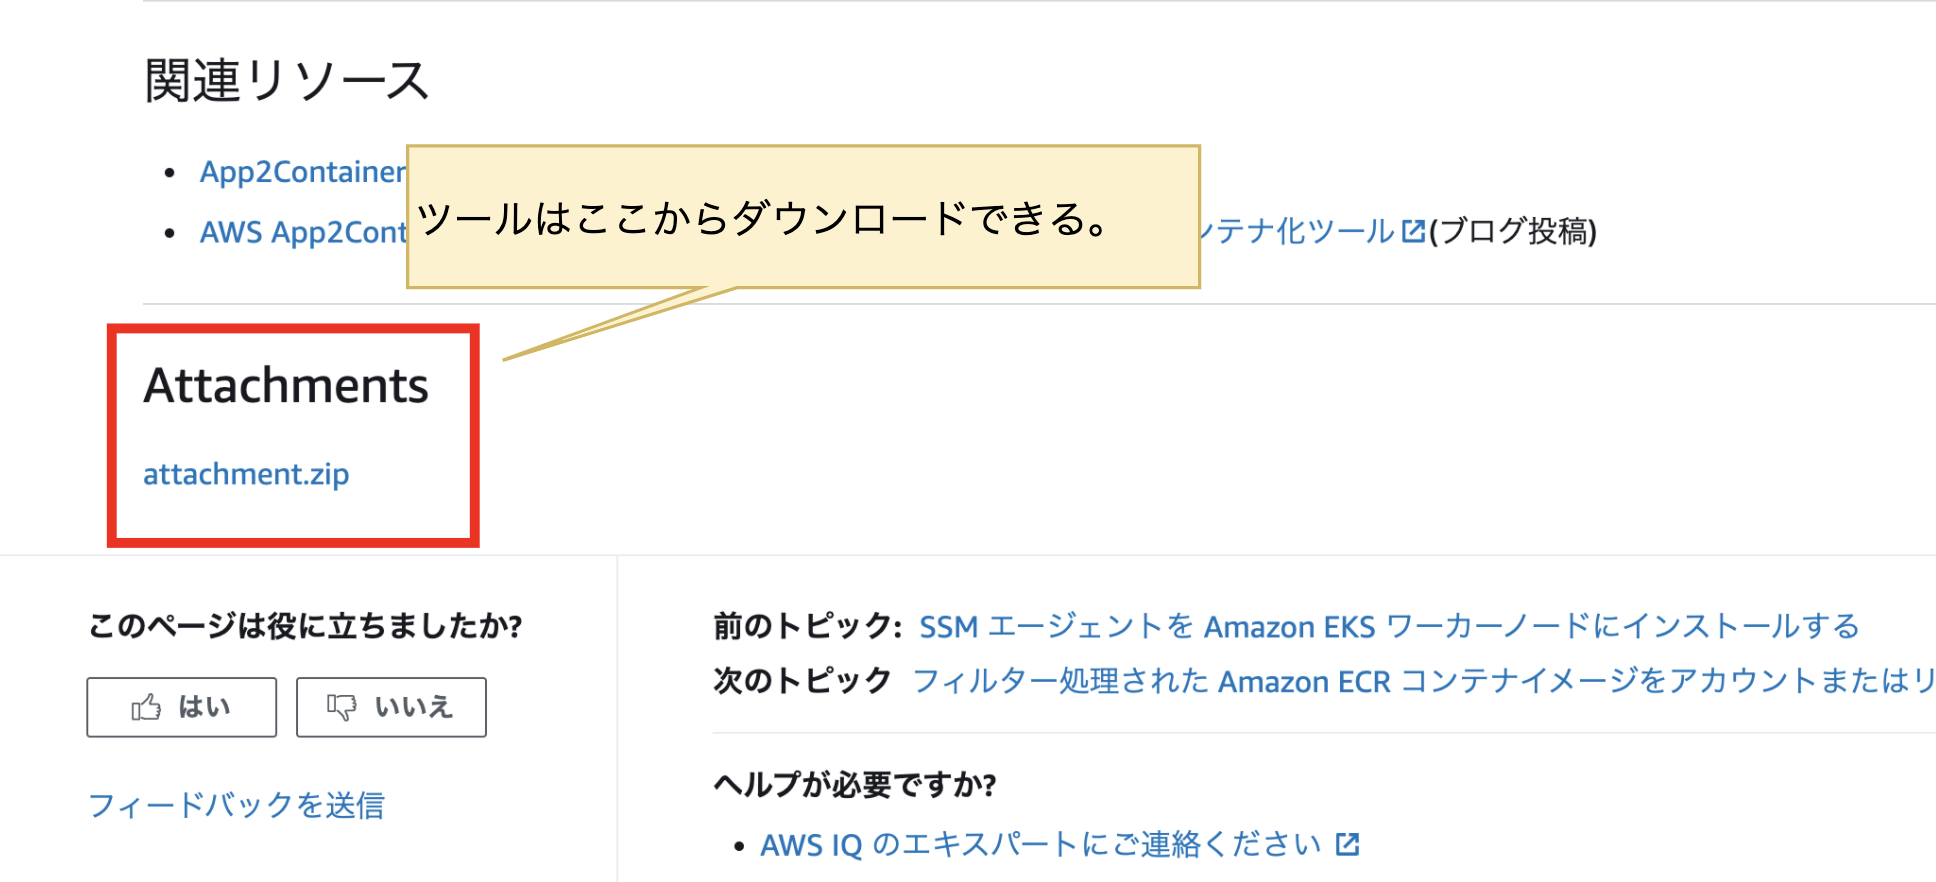 関連リソース
App2Container
ツールはここからダウンロードできる。
AWS App2Cont
ンテナ化ツール(ブログ投稿)
Attachments
attachment.zip
このページは役に立ちましたか?
はい
いいえ
フィードバックを送信
前のトピック: SSM エージェントを Amazon EKS ワーカーノードにインストールする
次のトピック フィルター処理された Amazon ECR コンテナイメージをアカウントまたはリ
ヘルプが必要ですか?
AWS IQ のエキスパートにご連絡ください